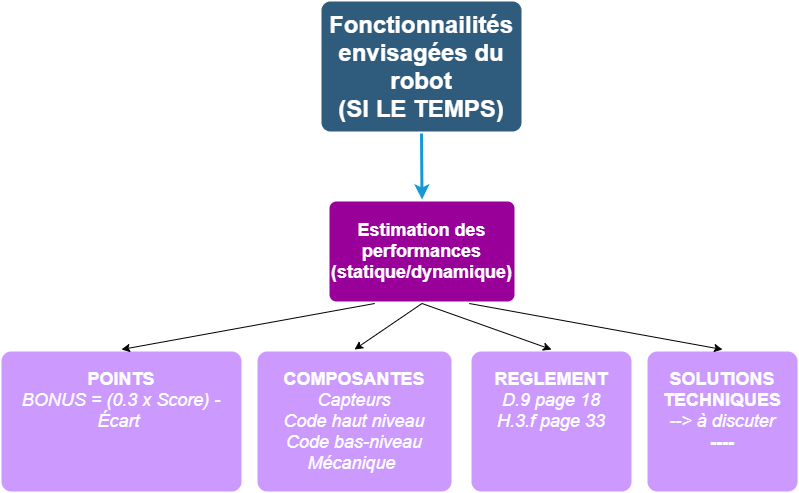 Fonctionnailités
envisagées du
robot
(SI LE TEMPS)
Estimation des
performances
(statique/dynamique)
POINTS
BONUS = (0.3 x Score) -
Écart
COMPOSANTES
Capteurs
Code haut niveau
Code bas-niveau
Mécanique
REGLEMENT
D.9 page 18
H.3.f page 33
SOLUTIONS
TECHNIQUES
--> à discuter
----